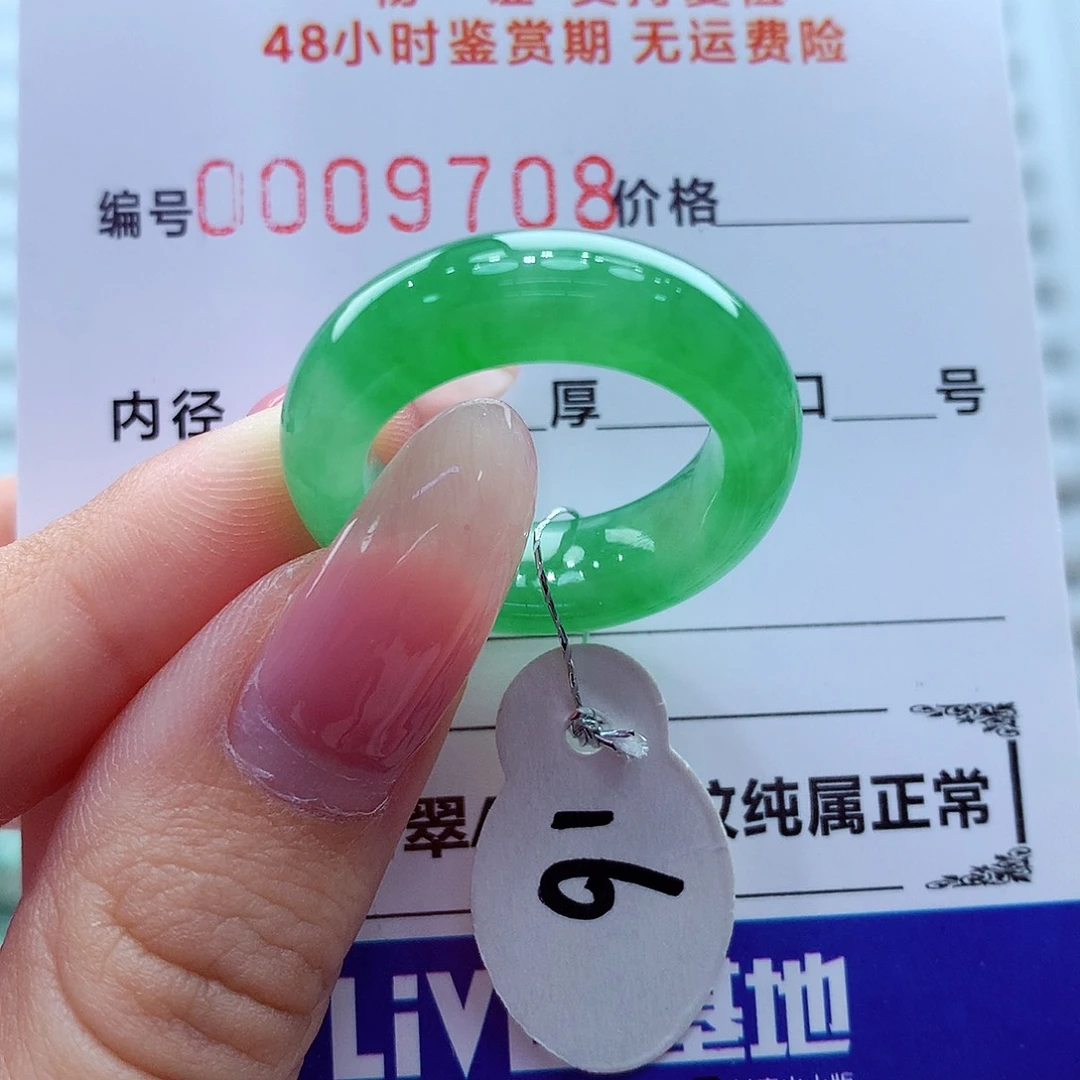 48小时鉴赏期 无运费险
编号0009708价格
内径 厚 口 号
翠 纹纯属正常
16
LiV 基地